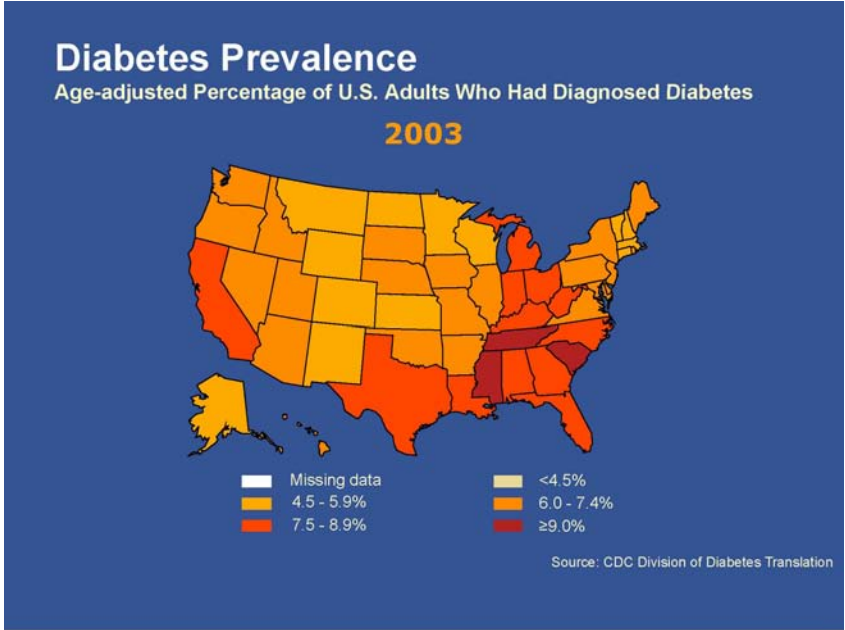 Diabetes Prevalence
Age-adjusted Percentage of U.S. Adults Who Had Diagnosed Diabetes
2003
Missing data
<4.5%
4.5 - 5.9%
6.0 - 7.4%
7.5 - 8.9%
≥9.0%
Source: CDC Division of Diabetes Translation